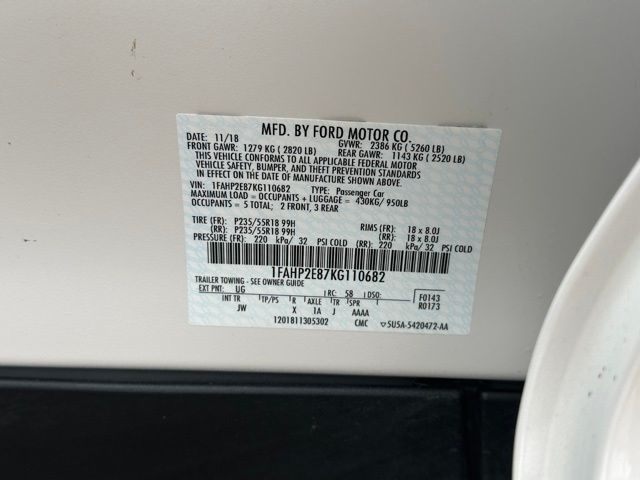 MFD. BY FORD MOTOR CO.
DATE: 11/18 GVWR: 2386 KG (5260 LB)
FRONT GAWR: 1279 KG (2820 LB) REAR GAWR: 1143 KG (2520 LB)
THIS VEHICLE CONFORMS TO ALL APPLICABLE FEDERAL MOTOR
VEHICLE SAFETY, BUMPER, AND THEFT PREVENTION STANDARDS
IN EFFECT ON THE DATE OF MANUFACTURE SHOWN ABOVE.
VIN: 1FAHP2E87KG110682 TYPE: Passenger Car
MAXIMUM LOAD = OCCUPANTS + LUGGAGE = 430KG/ 950LB
OCCUPANTS = 5 TOTAL; 2 FRONT, 3 REAR
TIRE (FR): P235/55R18 99H RIMS (FR): 18 x 8.0J
(RR): P235/55R18 99H (RR): 18 x 8.0J
PRESSURE (FR): 220 kPa/ 32 PSI COLD (RR): 220 kPa/ 32 PSI COLD
1FAHP2E87KG110682
TRAILER TOWING - SEE OWNER GUIDE
EXT PNT: UG RC: 58 DSO: F0143
INT TR TP/PS R AXLE TR SPR R0173
JW X 1A J AAAA
1201811305302 CMC ▽5U5A-5420472-AA